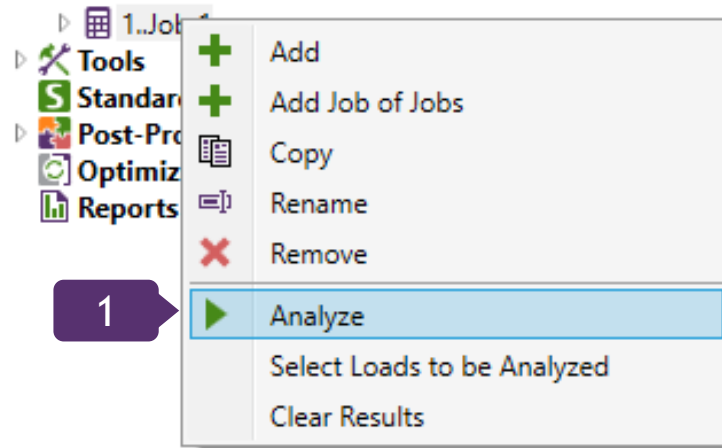 1..Job 1
Tools
Standar
Post-Pro
Optimiz
Reports
Add
Add Job of Jobs
Copy
Rename
Remove
1
Analyze
Select Loads to be Analyzed
Clear Results